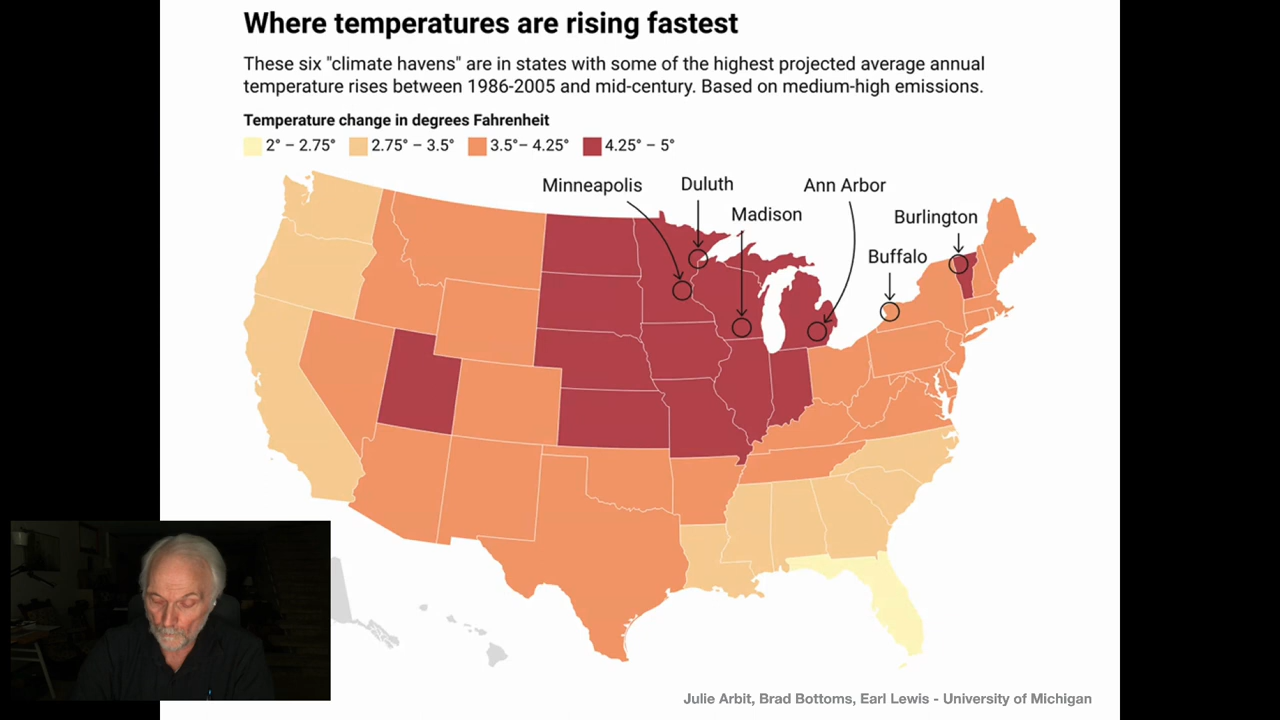 Where temperatures are rising fastest
These six "climate havens" are in states with some of the highest projected average annual
temperature rises between 1986-2005 and mid-century. Based on medium-high emissions.
Temperature change in degrees Fahrenheit
2° – 2.75° 2.75° – 3.5° 3.5°– 4.25° 4.25° – 5°
Minneapolis Duluth Ann Arbor
Madison Burlington
Buffalo
Julie Arbit, Brad Bottoms, Earl Lewis - University of Michigan